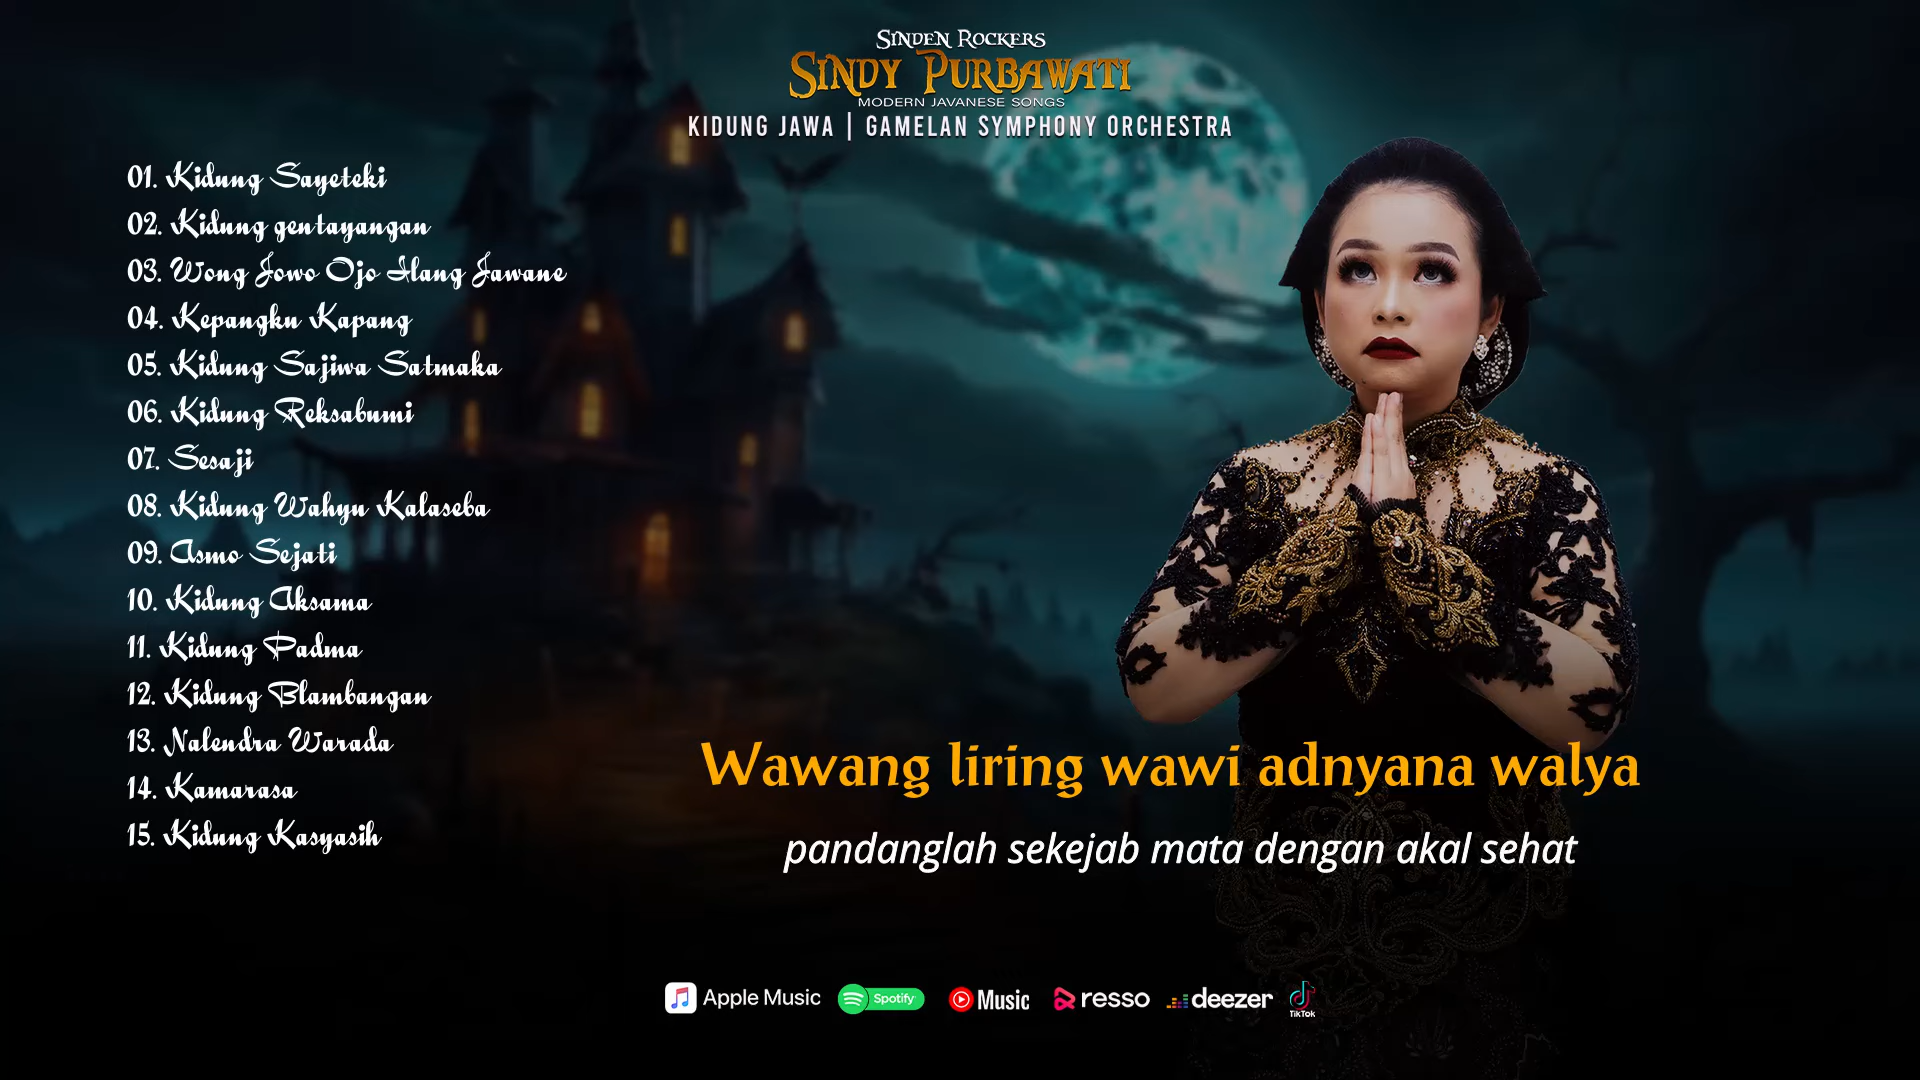 SINDEN ROCKERS
SINDY PURBAWATI
MODERN JAVANESE SONGS
KIDUNG JAWA | GAMELAN SYMPHONY ORCHESTRA
01. Kidung Sayeteki
02. Kidung gentayangan
03. Wong Jowo Ojo Ilang Jawane
04. Kepangku Kapang
05. Kidung Sajiwa Satmaka
06. Kidung Reksabumi
07. Sesaji
08. Kidung Wahyu Kalaseba
09. Asmo Sejati
10. Kidung Aksama
11. Kidung Padma
12. Kidung Blambangan
13. Nalendra Warada
14. Kamarasa
15. Kidung Kasyasih
Wawang liring wawi adnyana walya
pandanglah sekejab mata dengan akal sehat
Apple Music Spotify Music resso deezer TikTok